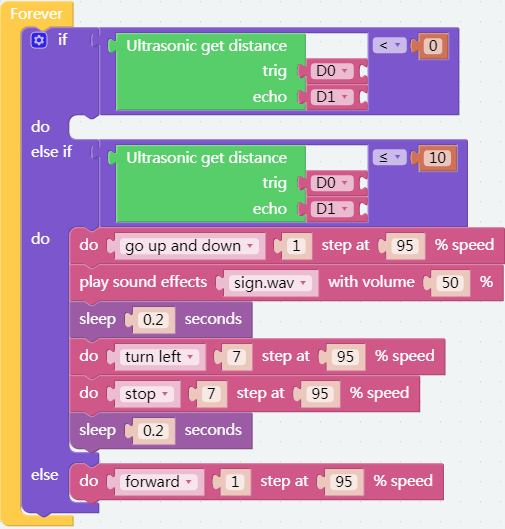 Forever
if Ultrasonic get distance < 0
trig D0
echo D1
do
else if Ultrasonic get distance ≤ 10
trig D0
echo D1
do do go up and down 1 step at 95 % speed
play sound effects sign.wav with volume 50 %
sleep 0.2 seconds
do turn left 7 step at 95 % speed
do stop 7 step at 95 % speed
sleep 0.2 seconds
else do forward 1 step at 95 % speed